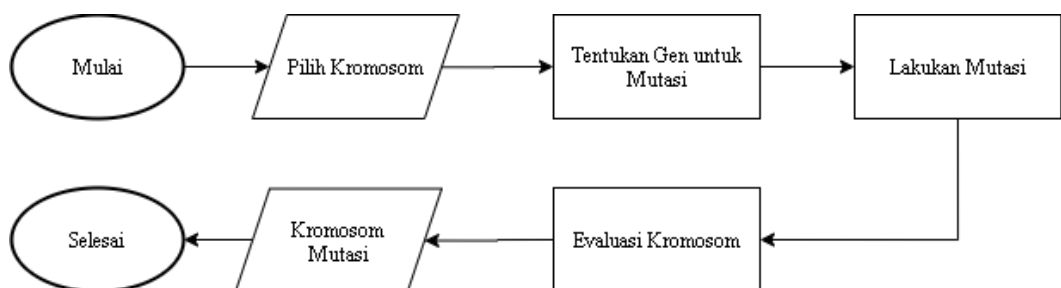 Mulai
Pilih Kromosom
Tentukan Gen untuk
Mutasi
Lakukan Mutasi
Evaluasi Kromosom
Kromosom
Mutasi
Selesai